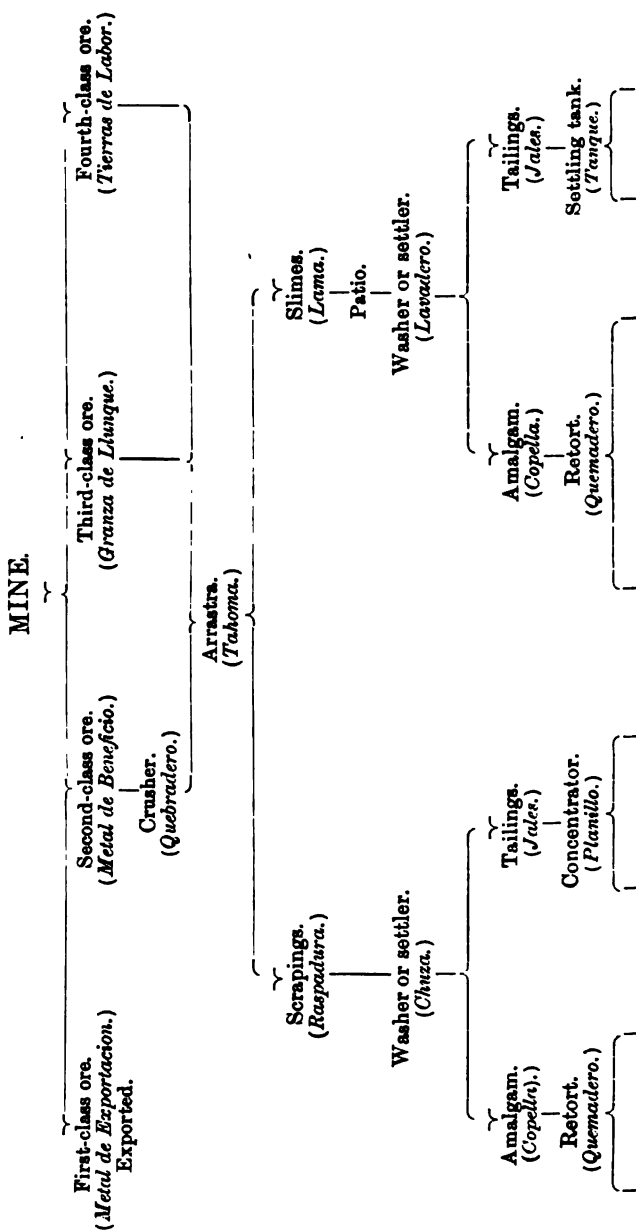 MINE.
First-class ore.
(Metal de Exportacion.)
Exported.
Second-class ore.
(Metal de Beneficio.)
Crusher.
(Quebradero.)
Third-class ore.
(Granza de Llunque.)
Fourth-class ore.
(Tierras de Labor.)
Arrastra.
(Tahoma.)
Scrapings.
(Raspadura.)
Washer or settler.
(Chuza.)
Slimes.
(Lama.)
Patio.
Washer or settler.
(Lavadero.)
Amalgam.
(Copella).)
Retort.
(Quemadero.)
Tailings.
(Jales.)
Concentrator.
(Planillo.)
Amalgam.
(Copella.)
Retort.
(Quemadero.)
Tailings.
(Jales.)
Settling tank.
(Tanque.)